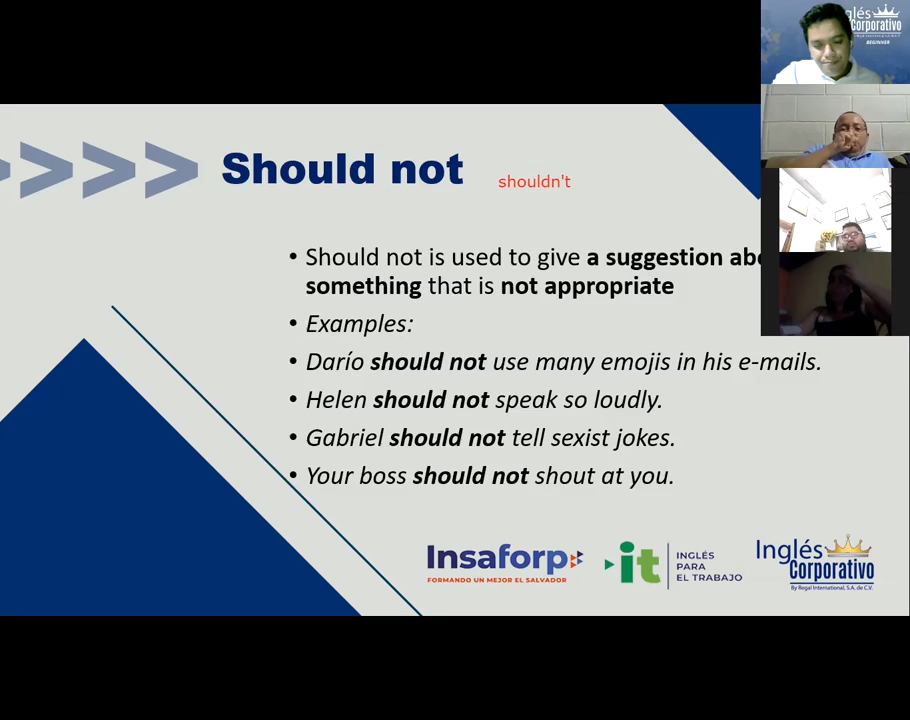 glés
Corporativo
BEGINNER
>>>> Should not
shouldn't
• Should not is used to give a suggestion
something that is not appropriate
• Examples:
• Darío should not use many emojis in his e-mails.
• Helen should not speak so loudly.
• Gabriel should not tell sexist jokes.
• Your boss should not shout at you.
Insaforp
FORMANDO UN MEJOR EL SALVADOR
it
INGLÉS
PARA
EL TRABAJO
Inglés
Corporativo
By Regal International, S.A. de C.V.